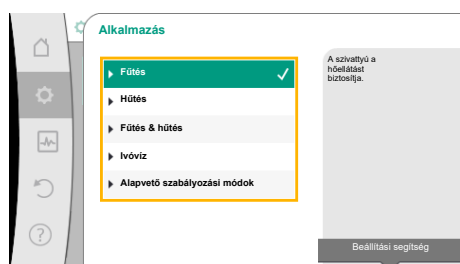 Alkalmazás
Fűtés
Hűtés
Fűtés & hűtés
Ivóvíz
Alapvető szabályozási módok
A szivattyú a
hőellátást
biztosítja.
Beállítási segítség